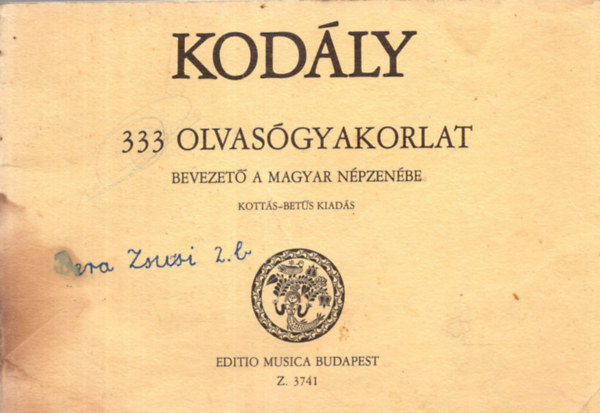 KODÁLY
333 OLVASÓGYAKORLAT
BEVEZETŐ A MAGYAR NÉPZENÉBE
KOTTÁS-BETŰS KIADÁS
Zsuzsi 2.b
EDITIO MUSICA BUDAPEST
Z. 3741